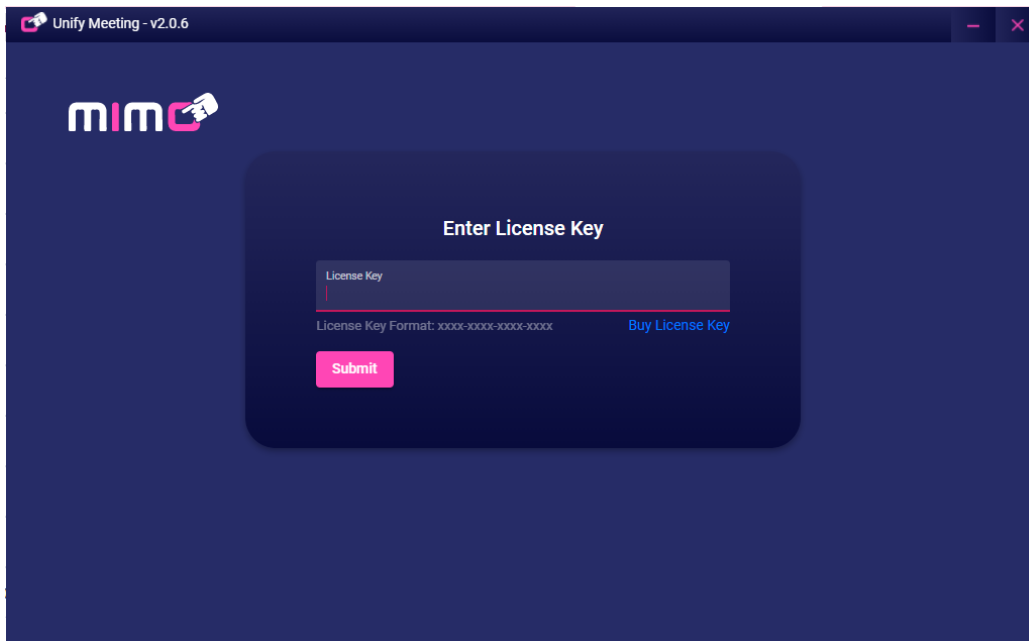 Unify Meeting - v2.0.6
mimo
Enter License Key
License Key
License Key Format: xxxx-xxxx-xxxx-xxxx
Buy License Key
Submit